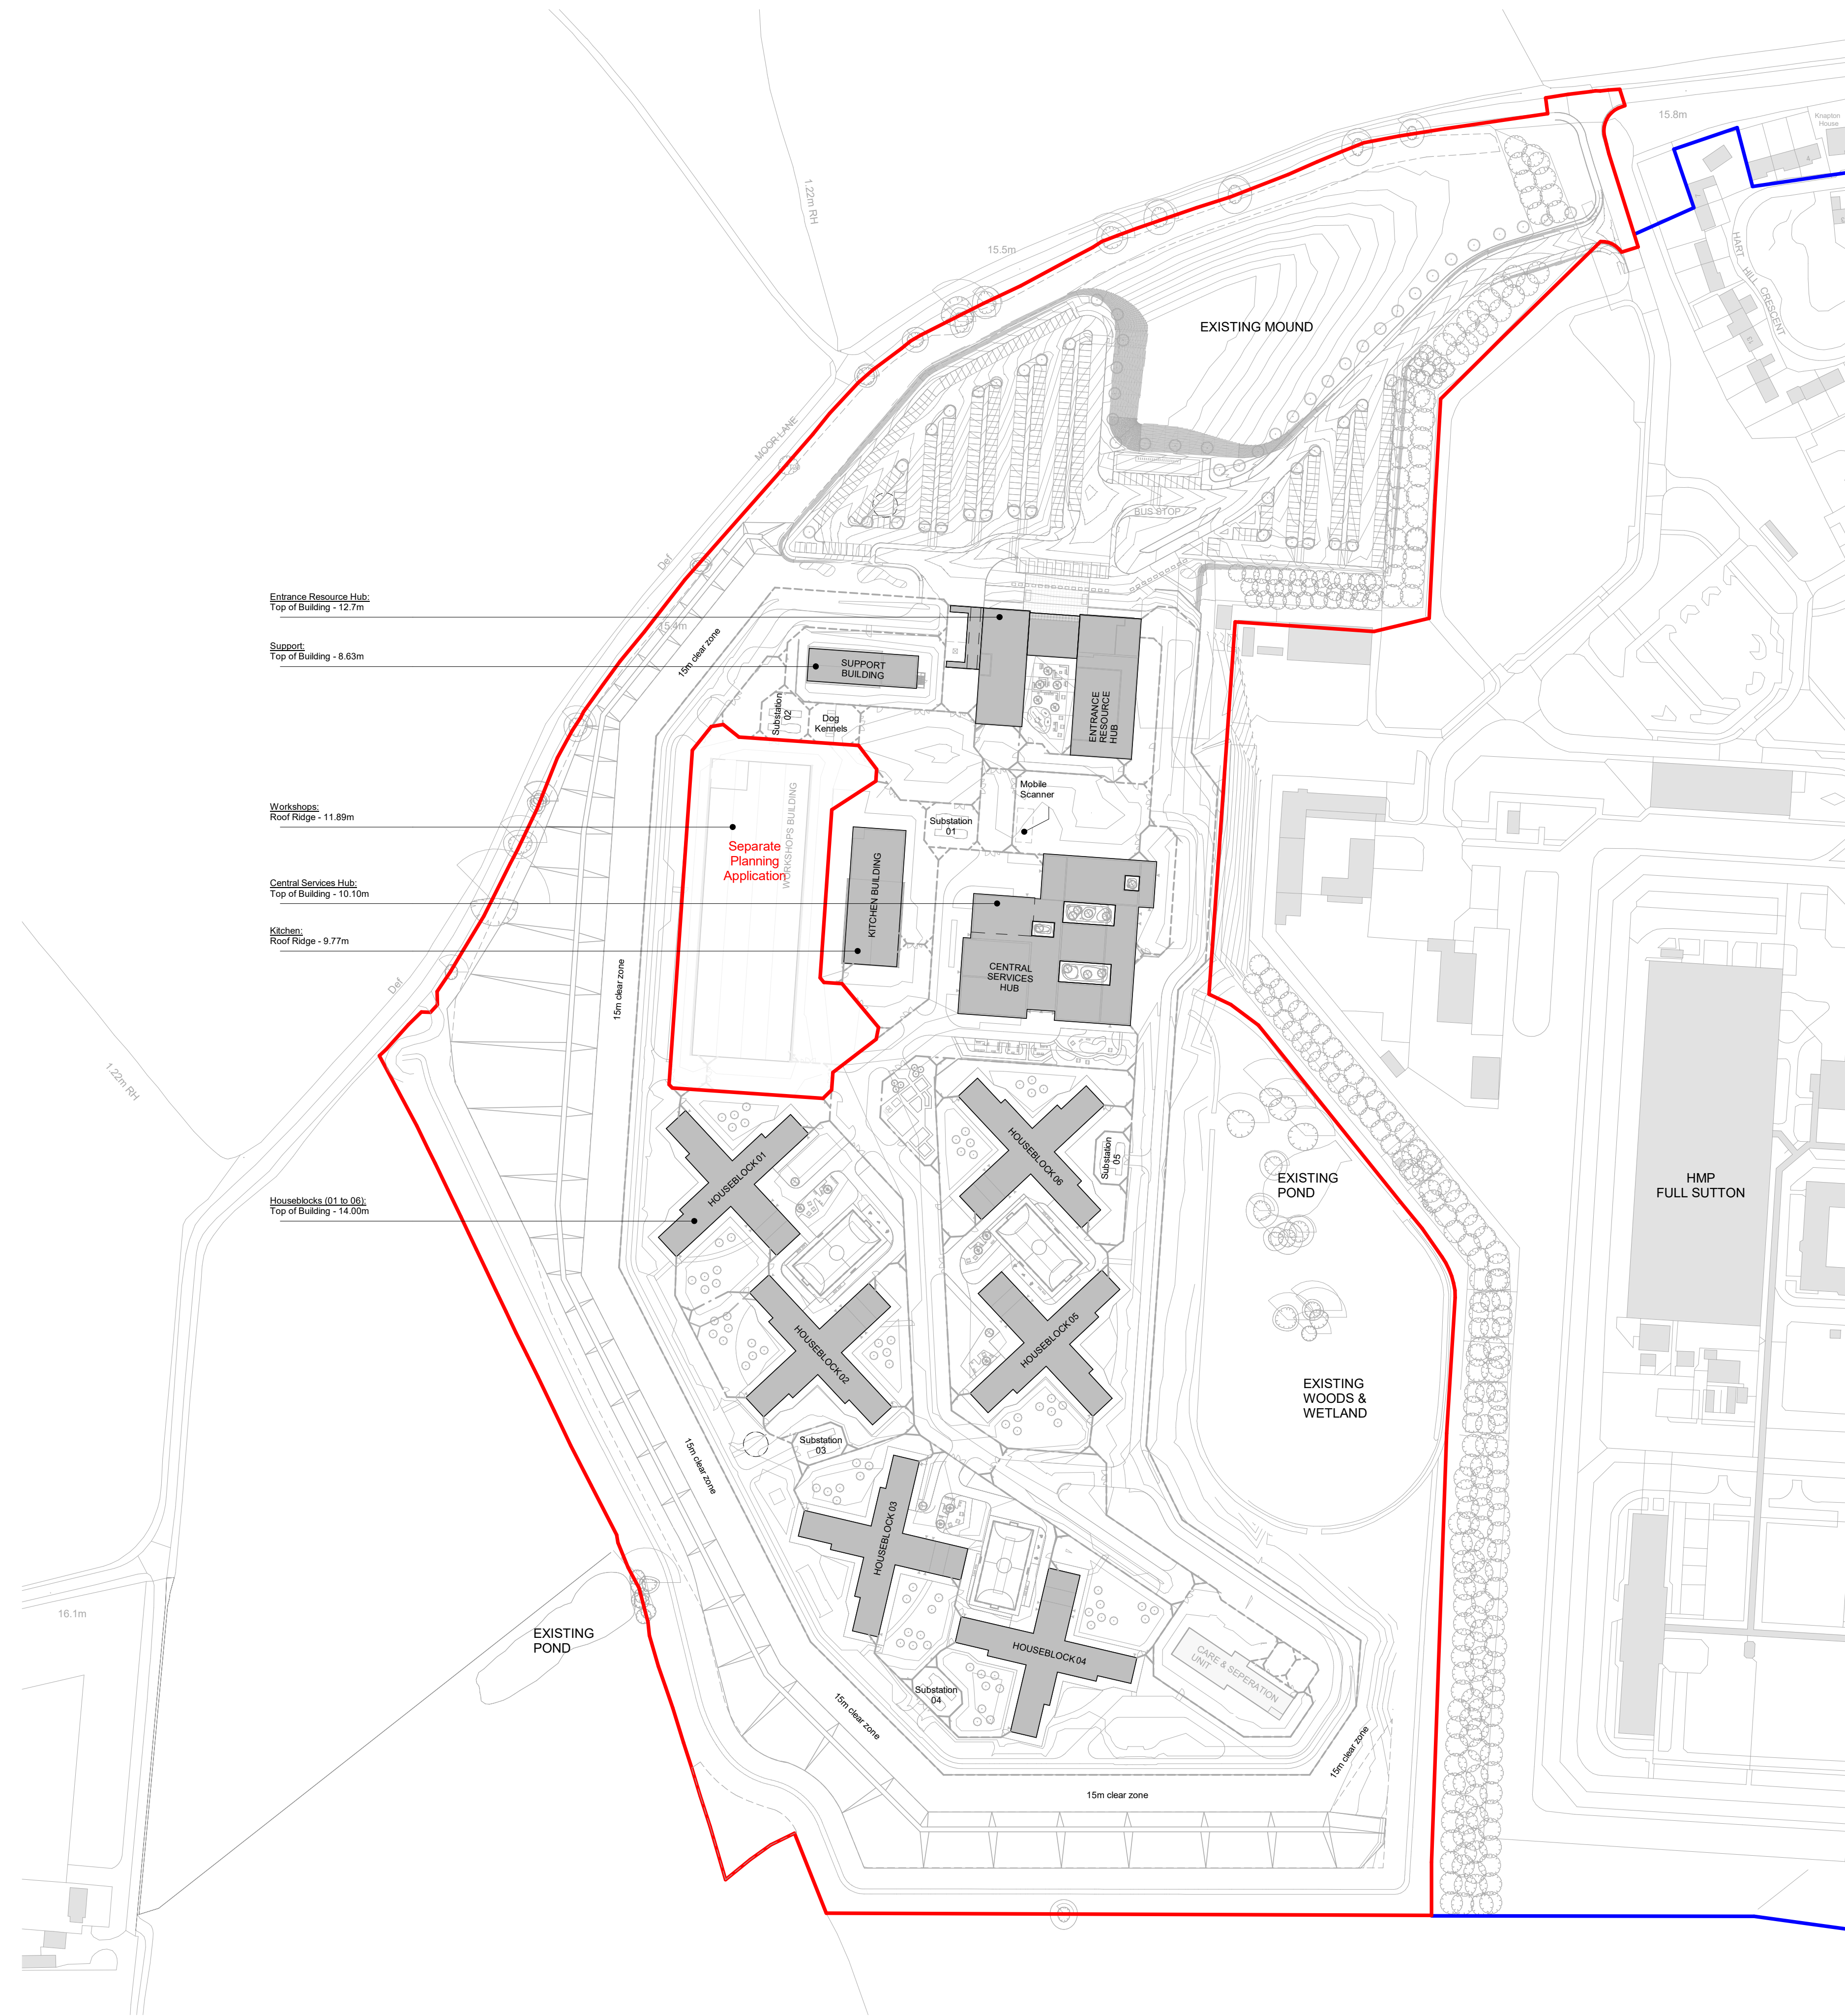 15.8m
Knapton
House
HART HILL CRESCENT
1.22m RH
15.5m
EXISTING MOUND
MOOR LANE
BUS STOP
Def
Entrance Resource Hub:
Top of Building - 12.7m
15.4m
15m clear zone
Support:
Top of Building - 8.63m
SUPPORT
BUILDING
ENTRANCE
RESOURCE
HUB
Substation
02
Dog
Kennels
Mobile
Scanner
Workshops:
Roof Ridge - 11.89m
Substation
01
Separate
Planning
Application
WORKSHOPS BUILDING
KITCHEN BUILDING
Central Services Hub:
Top of Building - 10.10m
Kitchen:
Roof Ridge - 9.77m
CENTRAL
SERVICES
HUB
Def
15m clear zone
1.22m RH
HOUSEBLOCK 01
HOUSEBLOCK 06
Substation
05
EXISTING
POND
HMP
FULL SUTTON
Houseblocks (01 to 06):
Top of Building - 14.00m
HOUSEBLOCK 02
HOUSEBLOCK 05
EXISTING
WOODS &
WETLAND
Substation
03
15m clear zone
HOUSEBLOCK 03
16.1m
EXISTING
POND
HOUSEBLOCK 04
CARE & SEPERATION
UNIT
Substation
04
15m clear zone
15m clear zone
15m clear zone